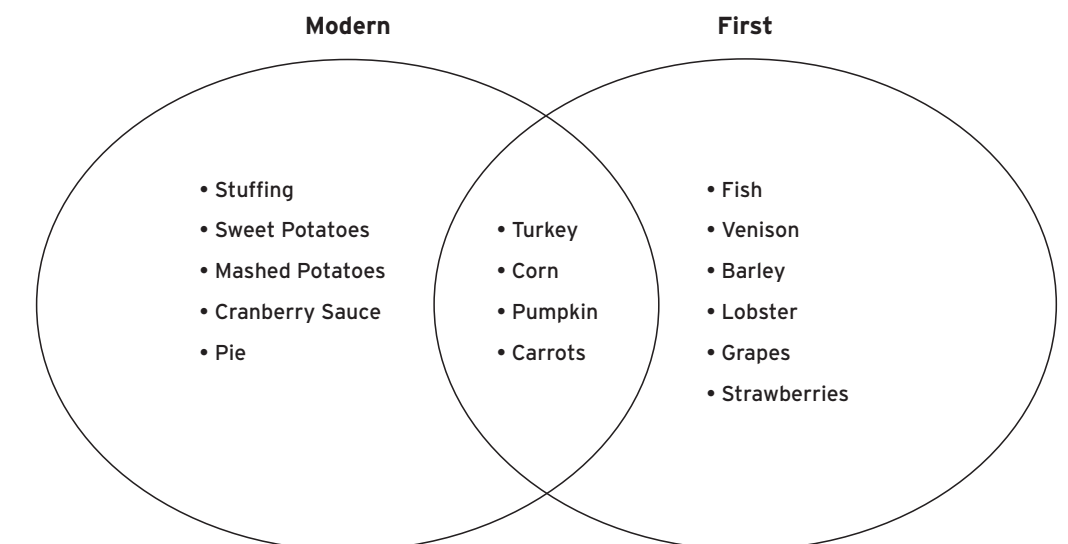 Modern
First
• Stuffing
• Sweet Potatoes
• Mashed Potatoes
• Cranberry Sauce
• Pie
• Turkey
• Corn
• Pumpkin
• Carrots
• Fish
• Venison
• Barley
• Lobster
• Grapes
• Strawberries